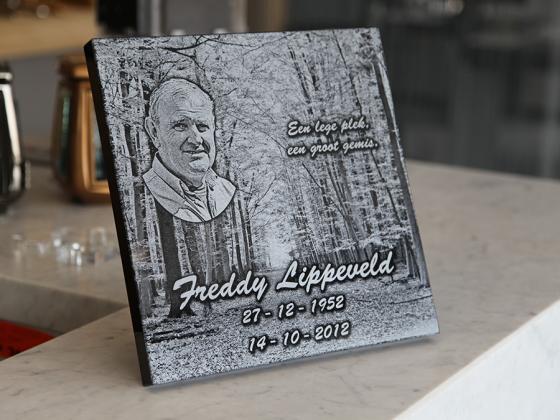 Een lege plek,
een groot gemis.
Freddy Lippeveld
27 - 12 - 1952
14 - 10 - 2012